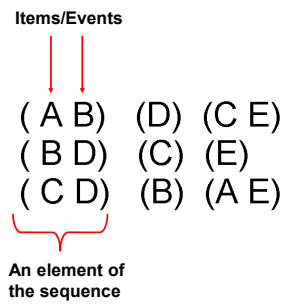 Items/Events
( A B) (D) (C E)
( B D) (C) (E)
( C D) (B) (A E)
An element of
the sequence